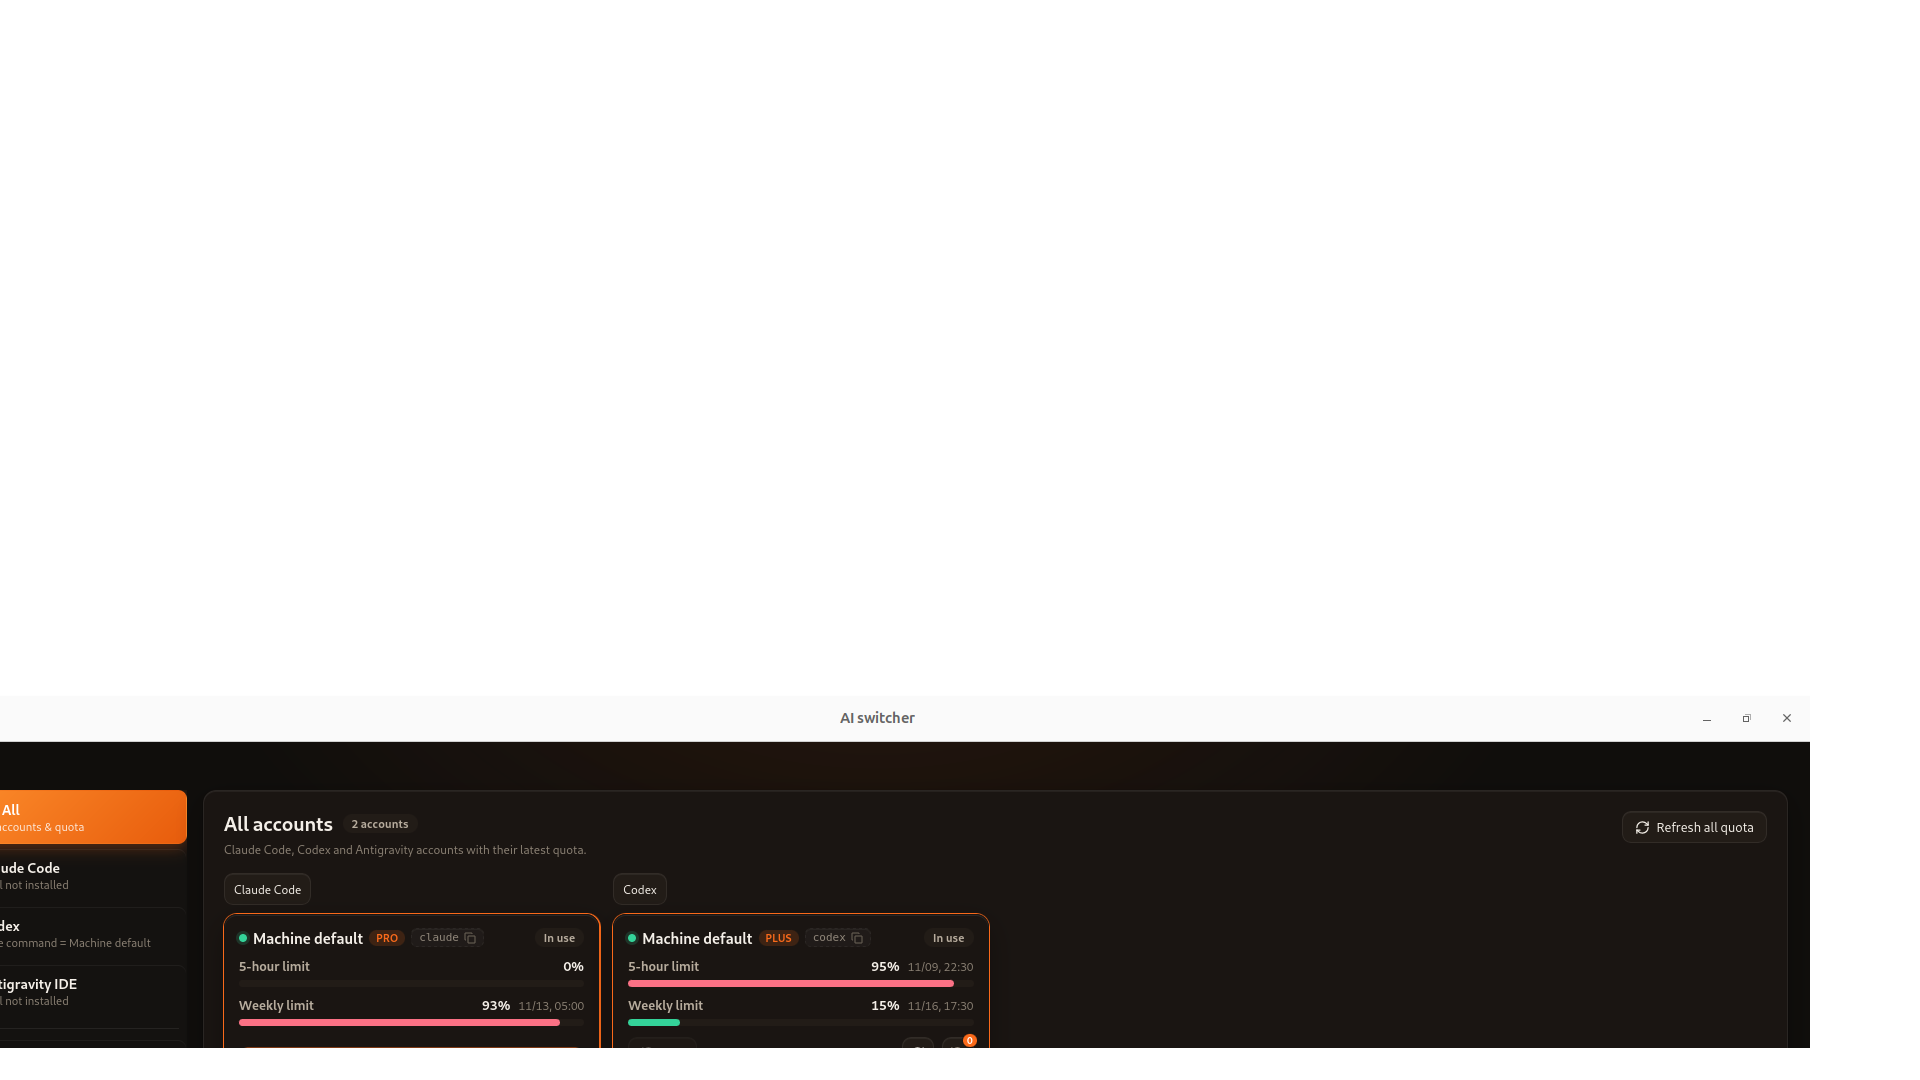 AI switcher
All
accounts & quota
ude Code
l not installed
dex
e command = Machine default
tigravity IDE
l not installed
All accounts 2 accounts
Claude Code, Codex and Antigravity accounts with their latest quota.
Refresh all quota
Claude Code
Machine default PRO claude In use
5-hour limit 0%
Weekly limit 93% 11/13, 05:00
Codex
Machine default PLUS codex In use
5-hour limit 95% 11/09, 22:30
Weekly limit 15% 11/16, 17:30
0